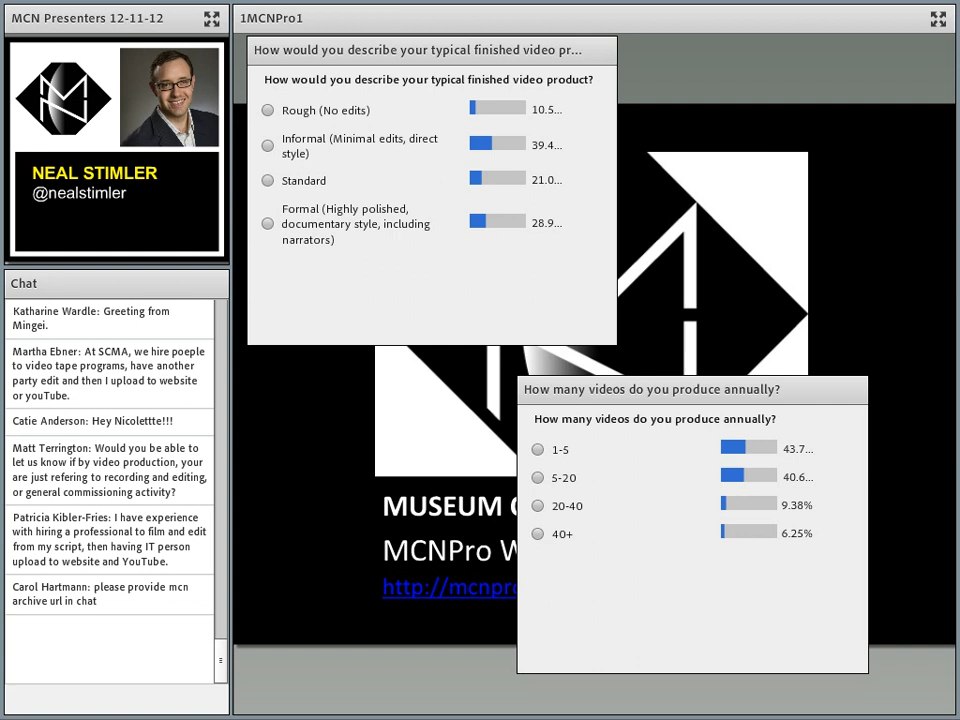 MCN Presenters 12-11-12
NEAL STIMLER
@nealstimler
Chat
Katharine Wardle: Greeting from
Mingei.
Martha Ebner: At SCMA, we hire poeple
to video tape programs, have another
party edit and then I upload to website
or youTube.
Catie Anderson: Hey Nicolettte!!!
Matt Terrington: Would you be able to
let us know if by video production, your
are just refering to recording and editing,
or general commissioning activity?
Patricia Kibler-Fries: I have experience
with hiring a professional to film and edit
from my script, then having IT person
upload to website and YouTube.
Carol Hartmann: please provide mcn
archive url in chat
1MCNPro1
How would you describe your typical finished video pr...
How would you describe your typical finished video product?
Rough (No edits) 10.5...
Informal (Minimal edits, direct
style) 39.4...
Standard 21.0...
Formal (Highly polished,
documentary style, including
narrators) 28.9...
How many videos do you produce annually?
How many videos do you produce annually?
1-5 43.7...
5-20 40.6...
20-40 9.38%
40+ 6.25%
MUSEUM
MCNPro
http://mcnpro